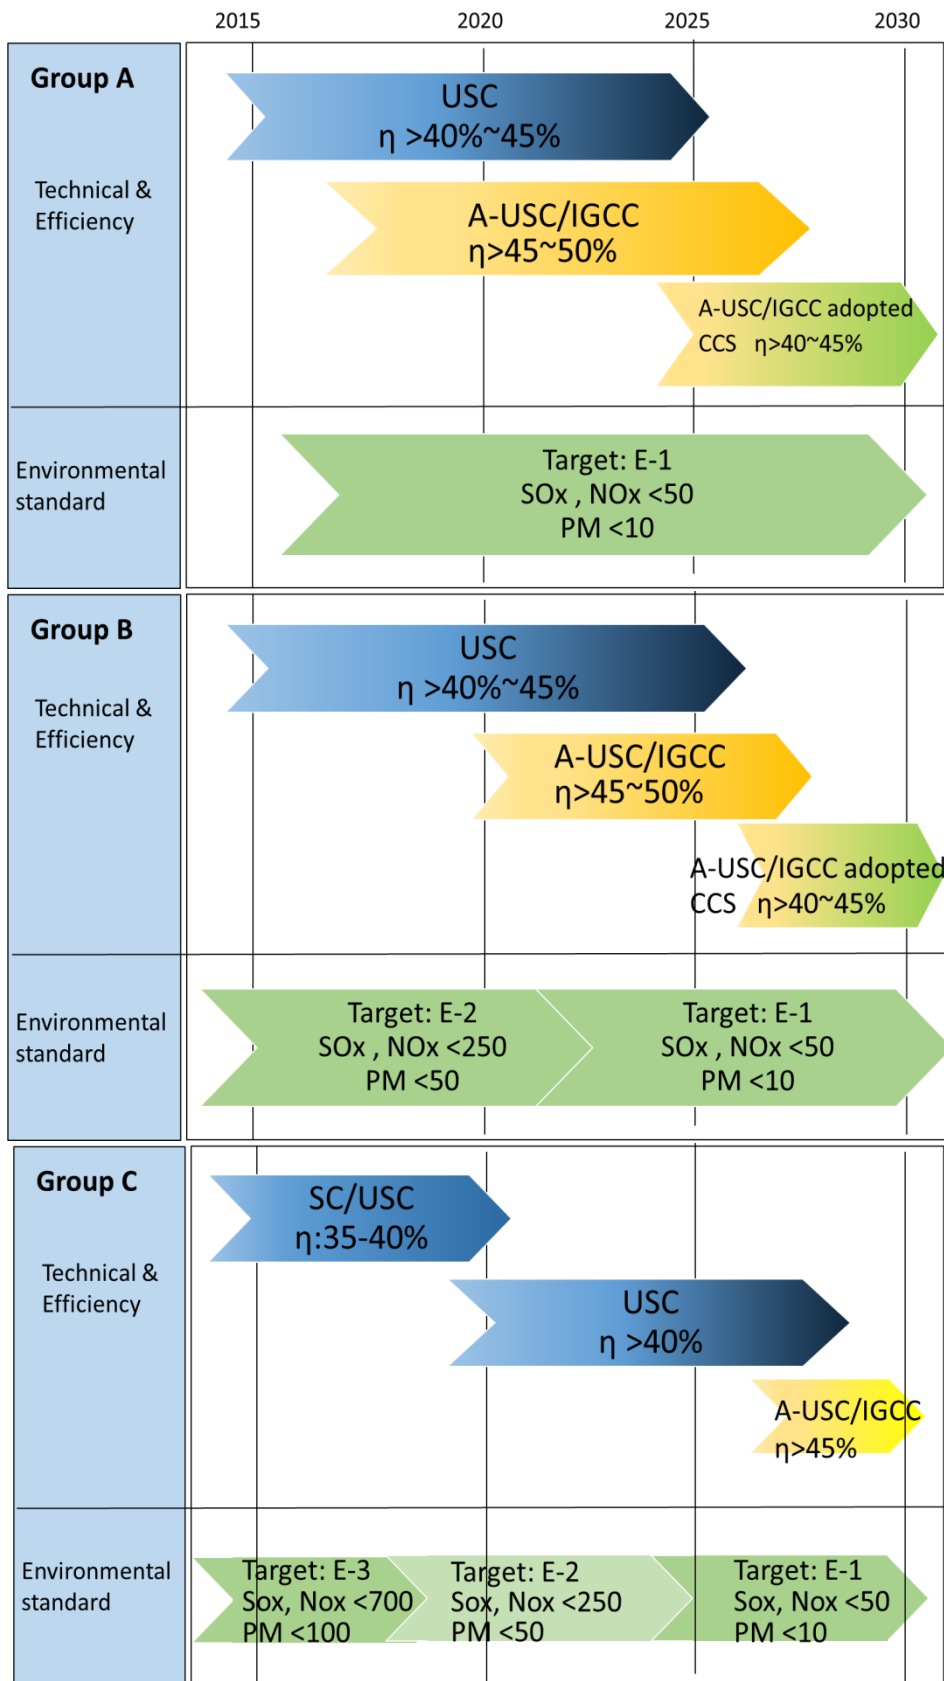 2015 2020 2025 2030
Group A
Technical &
Efficiency
USC
η >40%~45%
A-USC/IGCC
η>45~50%
A-USC/IGCC adopted
CCS η>40~45%
Environmental
standard
Target: E-1
SOx , NOx <50
PM <10
Group B
Technical &
Efficiency
USC
η >40%~45%
A-USC/IGCC
η>45~50%
A-USC/IGCC adopted
CCS η>40~45%
Environmental
standard
Target: E-2
SOx , NOx <250
PM <50
Target: E-1
SOx , NOx <50
PM <10
Group C
Technical &
Efficiency
SC/USC
η:35-40%
USC
η >40%
A-USC/IGCC
η>45%
Environmental
standard
Target: E-3
Sox, Nox <700
PM <100
Target: E-2
Sox, Nox <250
PM <50
Target: E-1
Sox, Nox <50
PM <10